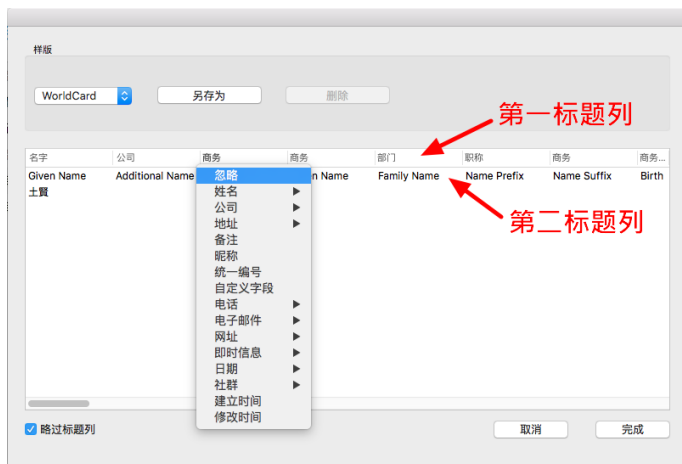 样版
WorldCard 另存为 删除
第一标题列
名字 公司 商务 商务 部门 职称 商务 商务...
Given Name Additional Name n Name Family Name Name Prefix Name Suffix Birth
土賢
第二标题列
忽略
姓名
公司
地址
备注
昵称
统一编号
自定义字段
电话
电子邮件
网址
即时信息
日期
社群
建立时间
修改时间
略过标题列 取消 完成